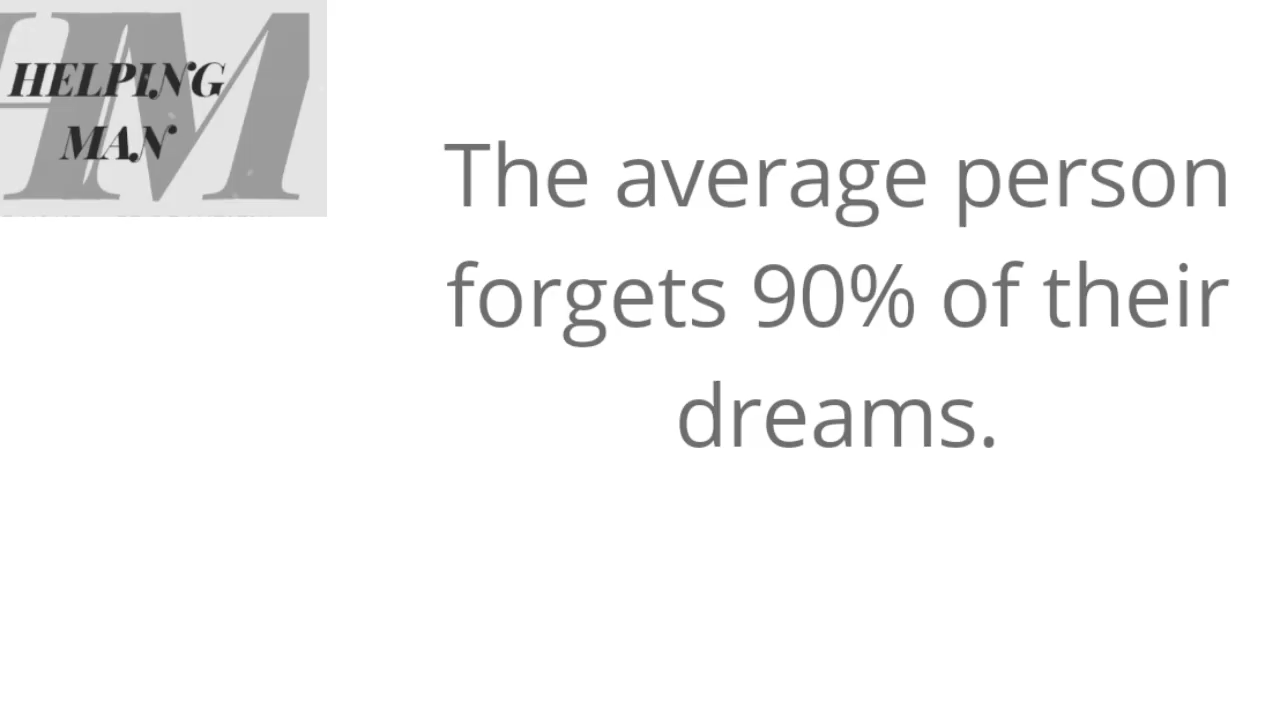 HELPING
MAN
The average person
forgets 90% of their
dreams.